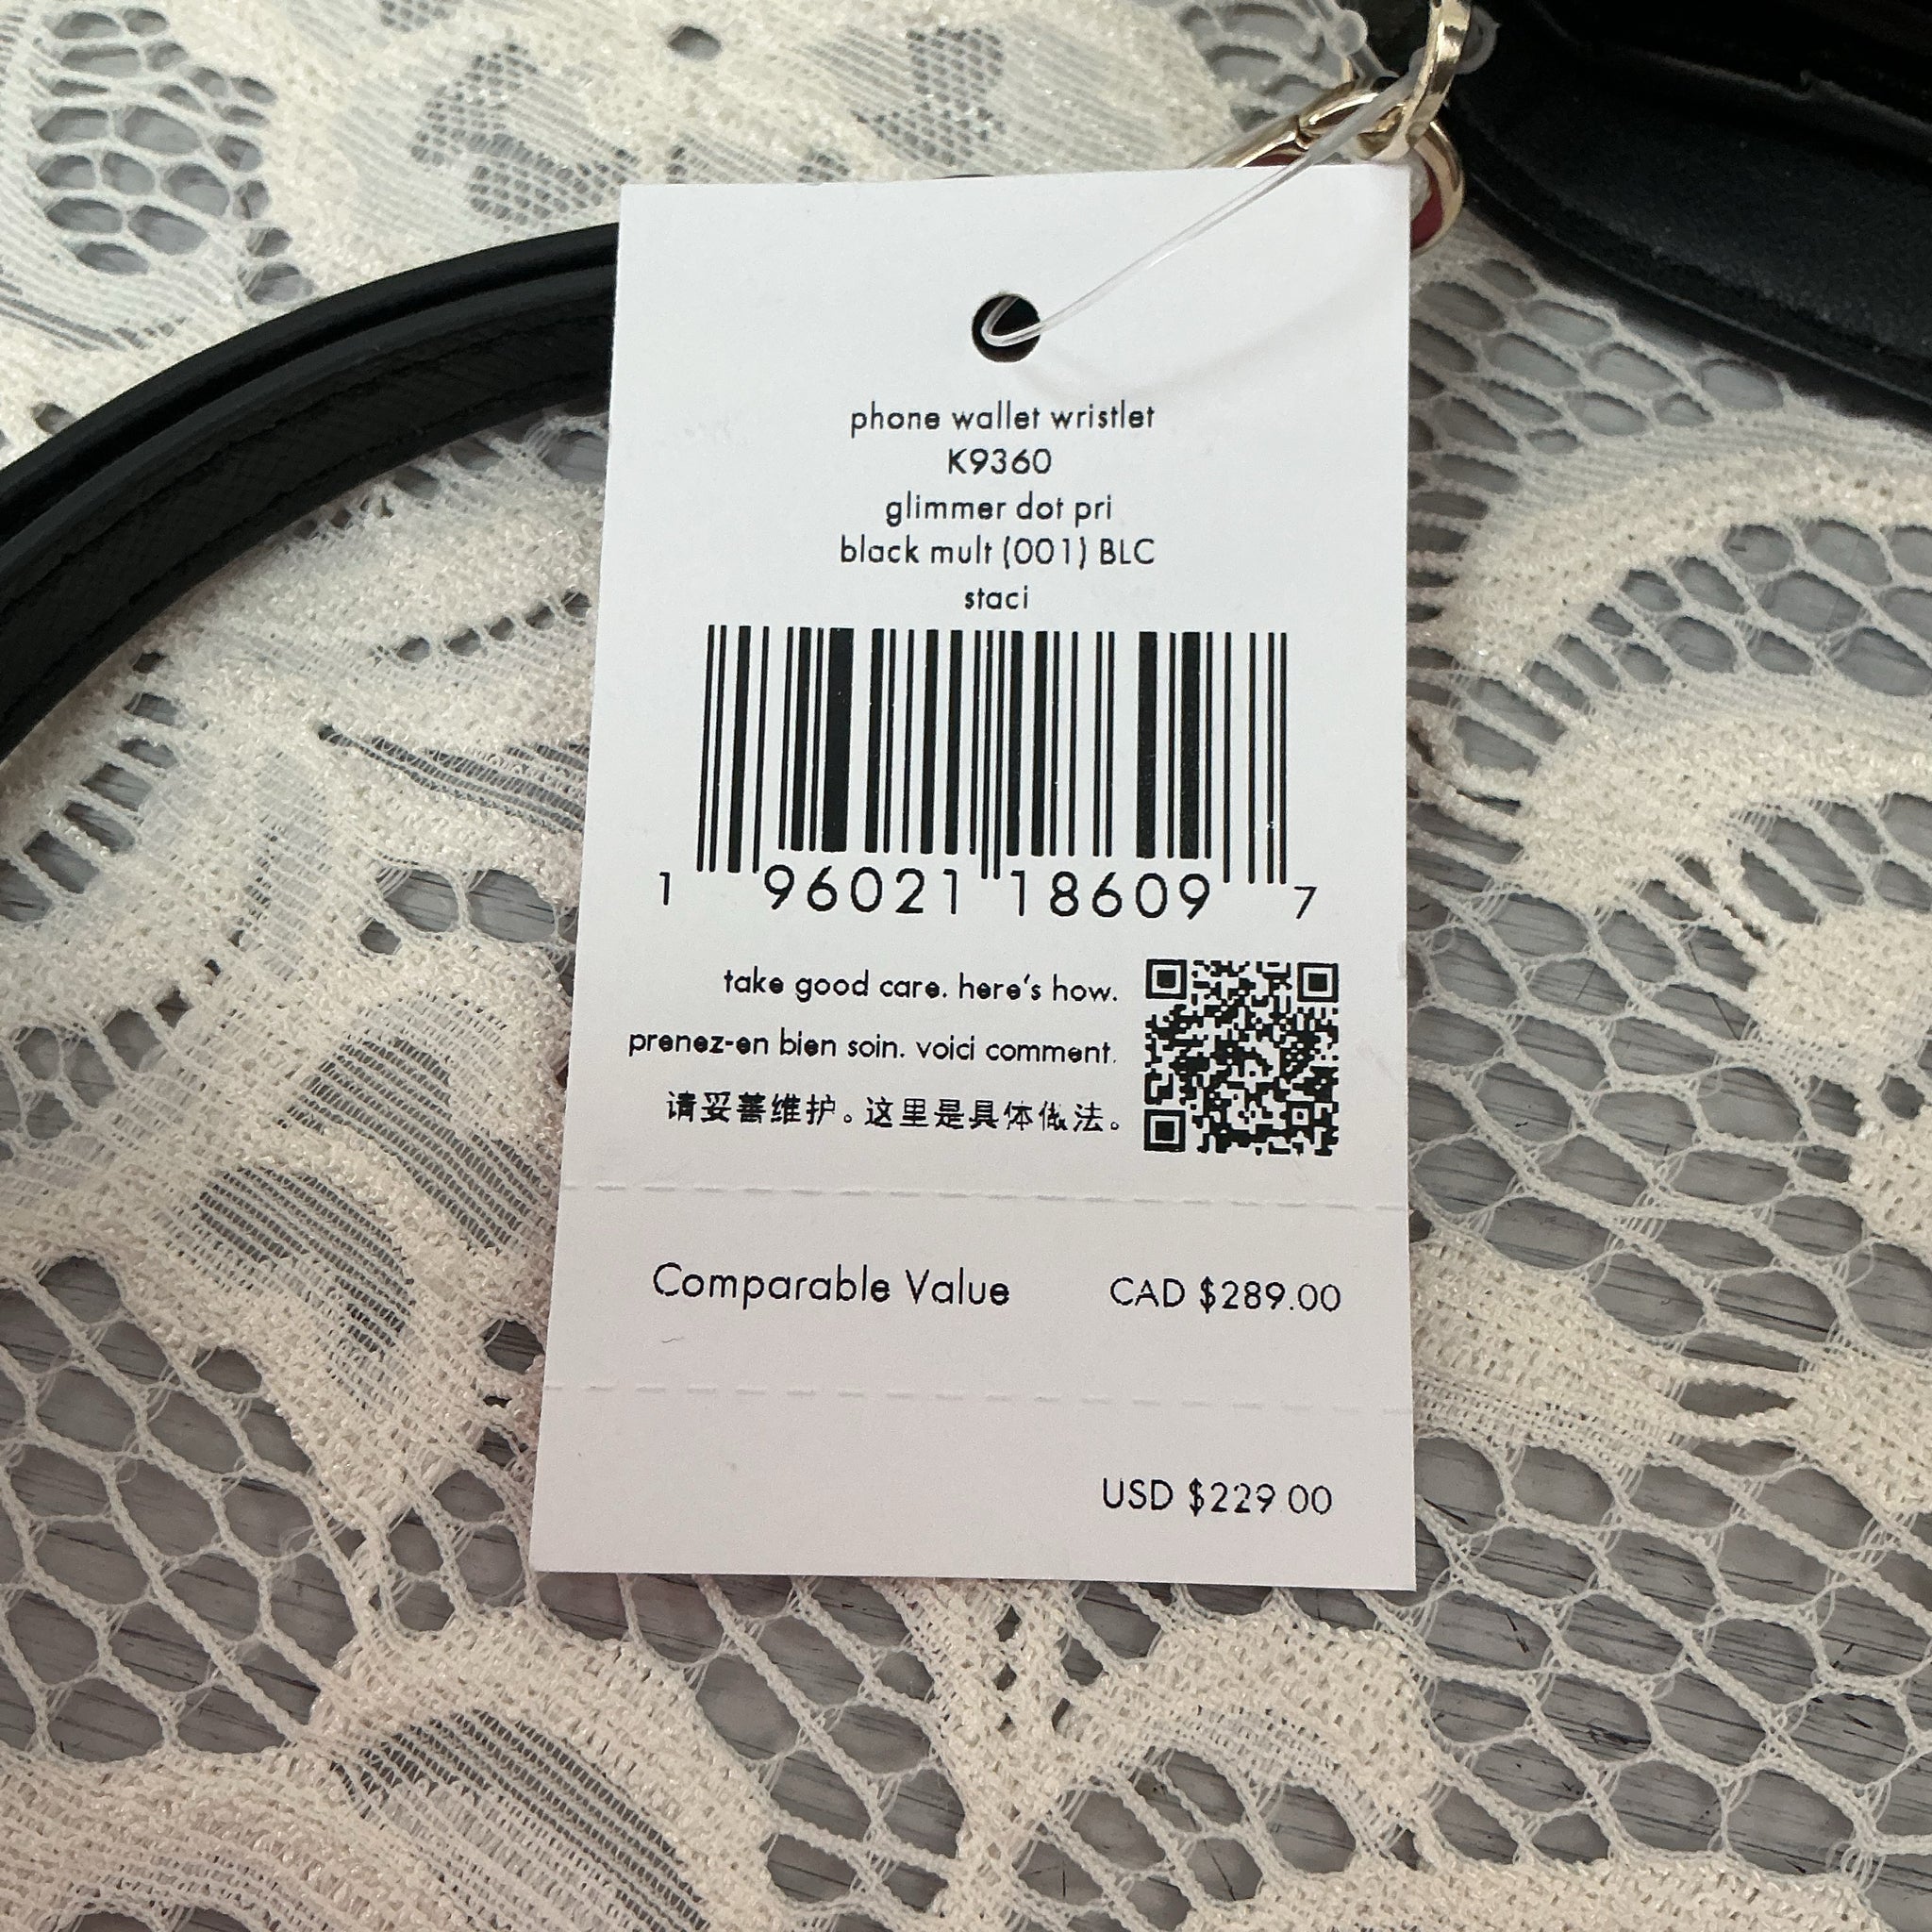 phone wallet wristlet
K9360
glimmer dot pri
black mult (001) BLC
staci
1 96021 18609 7
take good care. here's how.
prenez-en bien soin. voici comment.
请妥善维护。这里是具体做法。
Comparable Value CAD $289.00
USD $229.00